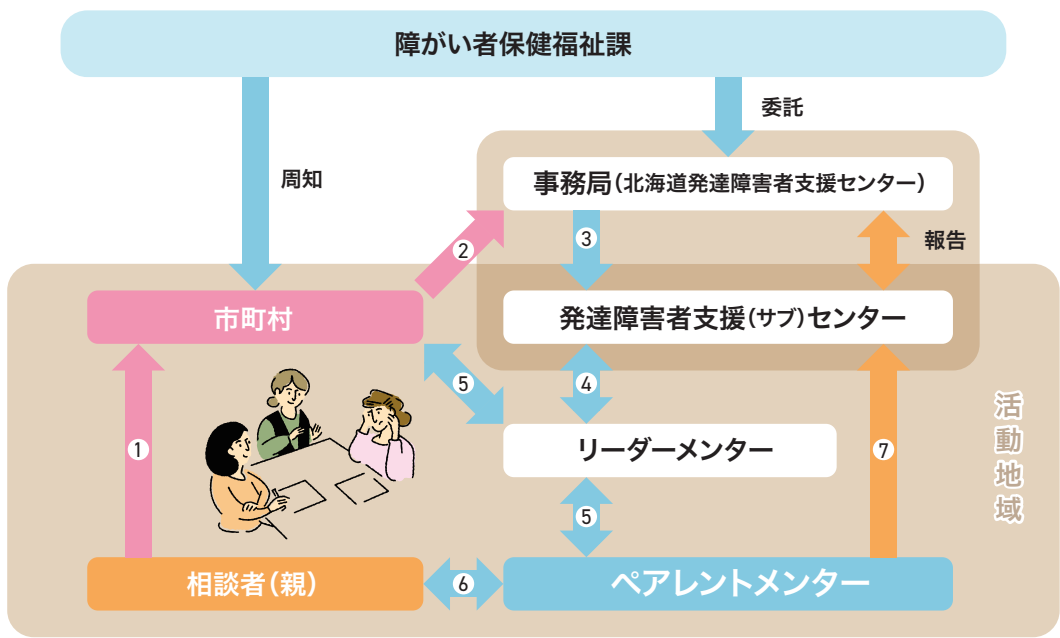 障がい者保健福祉課
委託
周知
事務局(北海道発達障害者支援センター)
②
③
報告
市町村
発達障害者支援(サブ)センター
⑤
④
活動地域
①
リーダーメンター
⑦
⑤
相談者(親)
⑥
ペアレントメンター